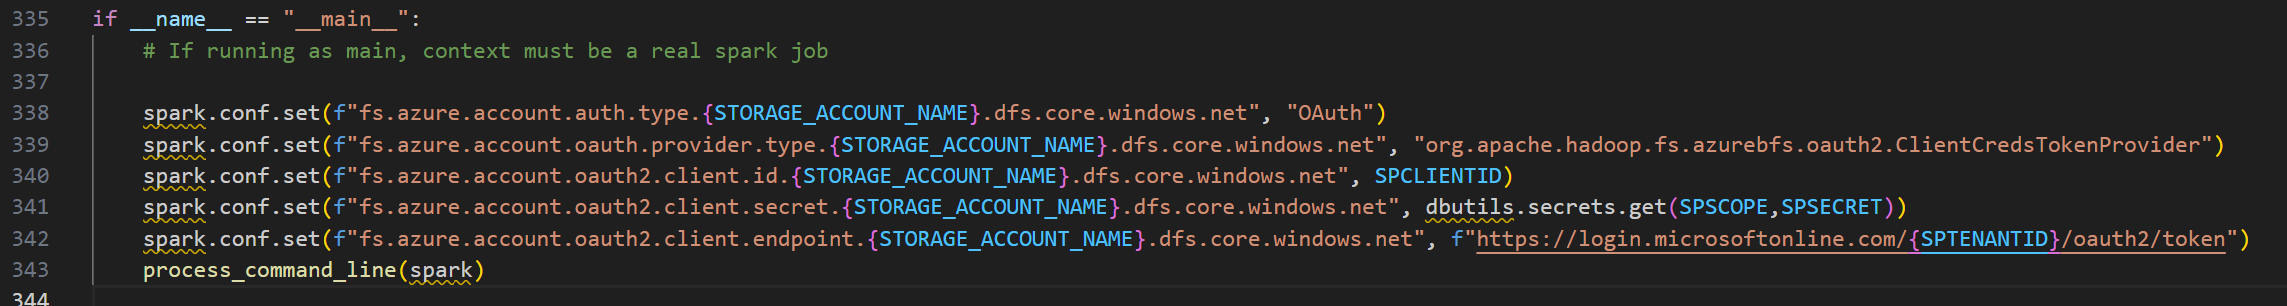 335 if __name__ == "__main__":
336 # If running as main, context must be a real spark job
337
338 spark.conf.set(f"fs.azure.account.auth.type.{STORAGE_ACCOUNT_NAME}.dfs.core.windows.net", "OAuth")
339 spark.conf.set(f"fs.azure.account.oauth.provider.type.{STORAGE_ACCOUNT_NAME}.dfs.core.windows.net", "org.apache.hadoop.fs.azurebfs.oauth2.ClientCredsTokenProvider")
340 spark.conf.set(f"fs.azure.account.oauth2.client.id.{STORAGE_ACCOUNT_NAME}.dfs.core.windows.net", SPCLIENTID)
341 spark.conf.set(f"fs.azure.account.oauth2.client.secret.{STORAGE_ACCOUNT_NAME}.dfs.core.windows.net", dbutils.secrets.get(SPSCOPE,SPSECRET))
342 spark.conf.set(f"fs.azure.account.oauth2.client.endpoint.{STORAGE_ACCOUNT_NAME}.dfs.core.windows.net", f"https://login.microsoftonline.com/{SPTENANTID}/oauth2/token")
343 process_command_line(spark)
344